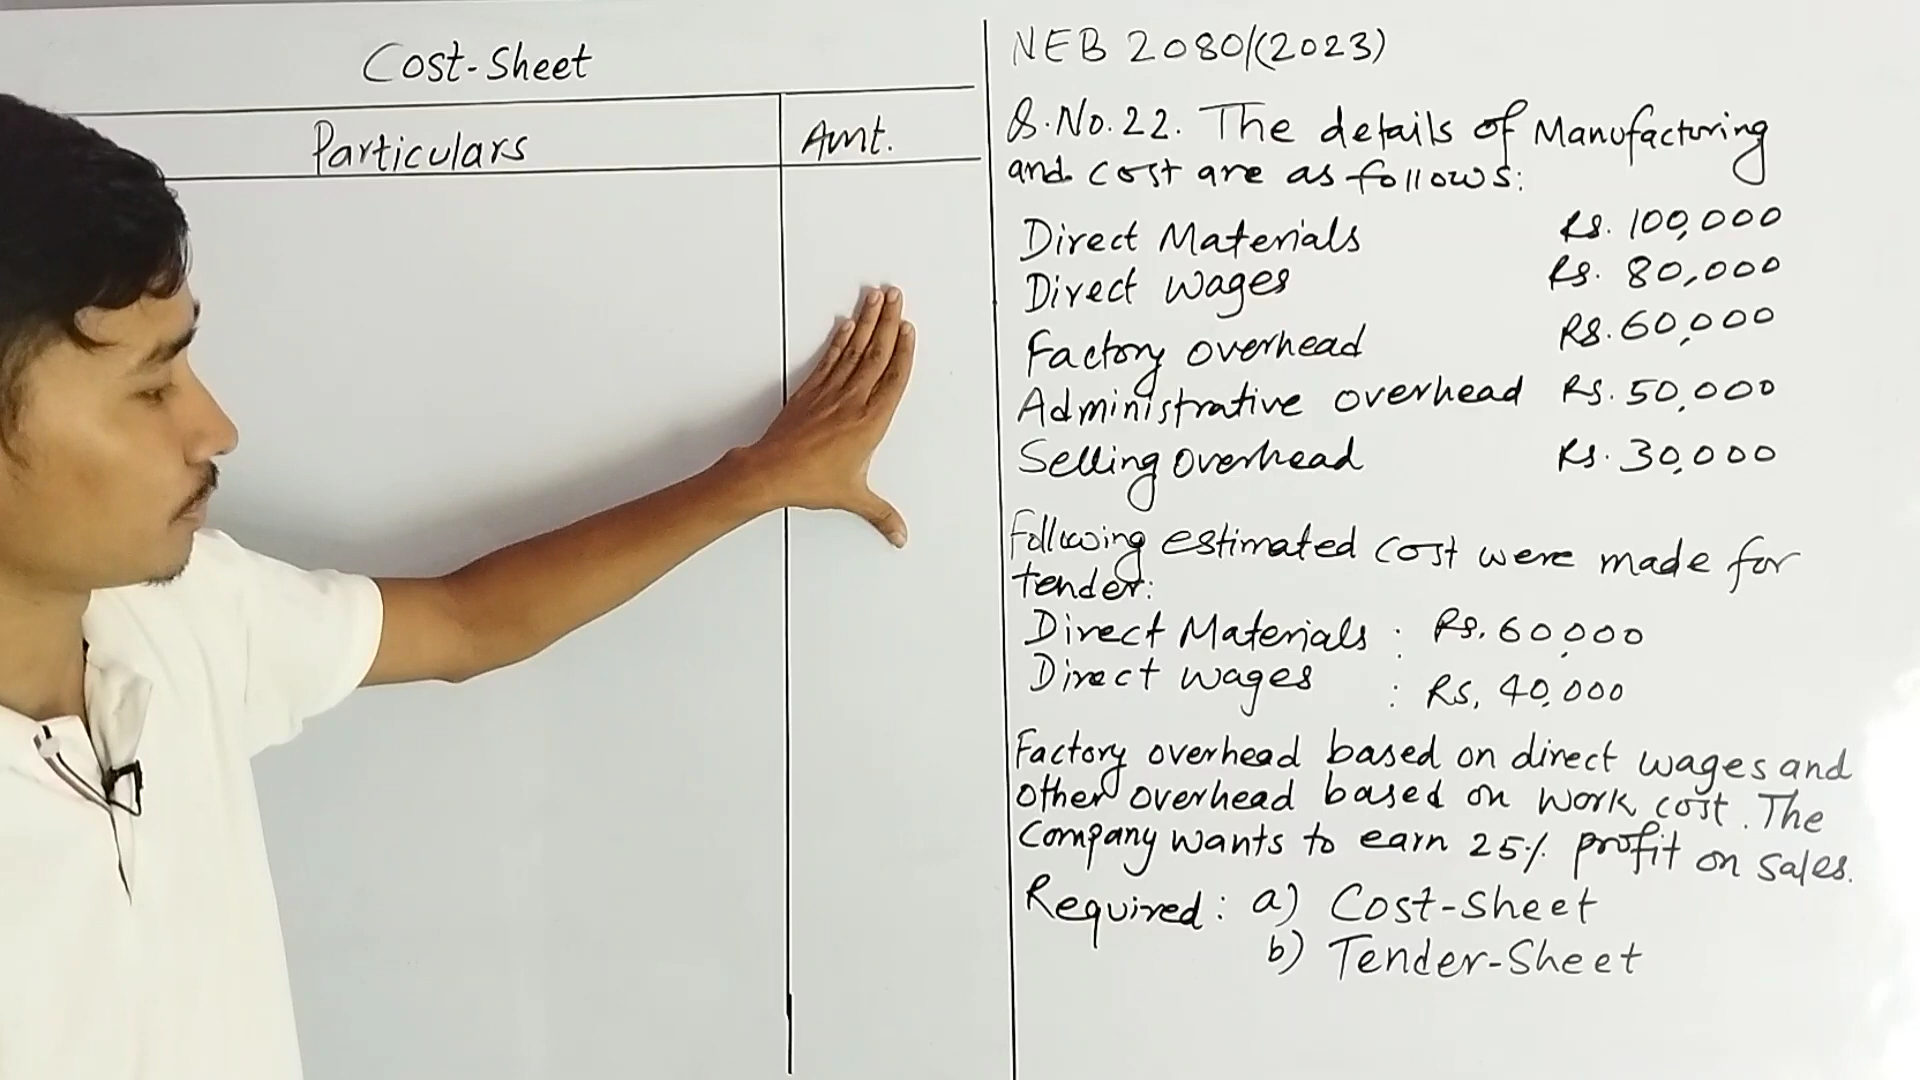 Cost-Sheet
Particulars
Amt.
NEB 2080/(2023)
Q.No.22. The details of Manufacturing
and cost are as follows:
Direct Materials Rs. 100,000
Direct Wages Rs. 80,000
Factory overhead Rs. 60,000
Administrative overhead Rs. 50,000
Selling overhead Rs. 30,000
Following estimated cost were made for
tender:
Direct Materials : Rs. 60,000
Direct wages : Rs. 40,000
Factory overhead based on direct wages and
other overhead based on work cost. The
company wants to earn 25% profit on sales.
Required: a) Cost-Sheet
b) Tender-Sheet